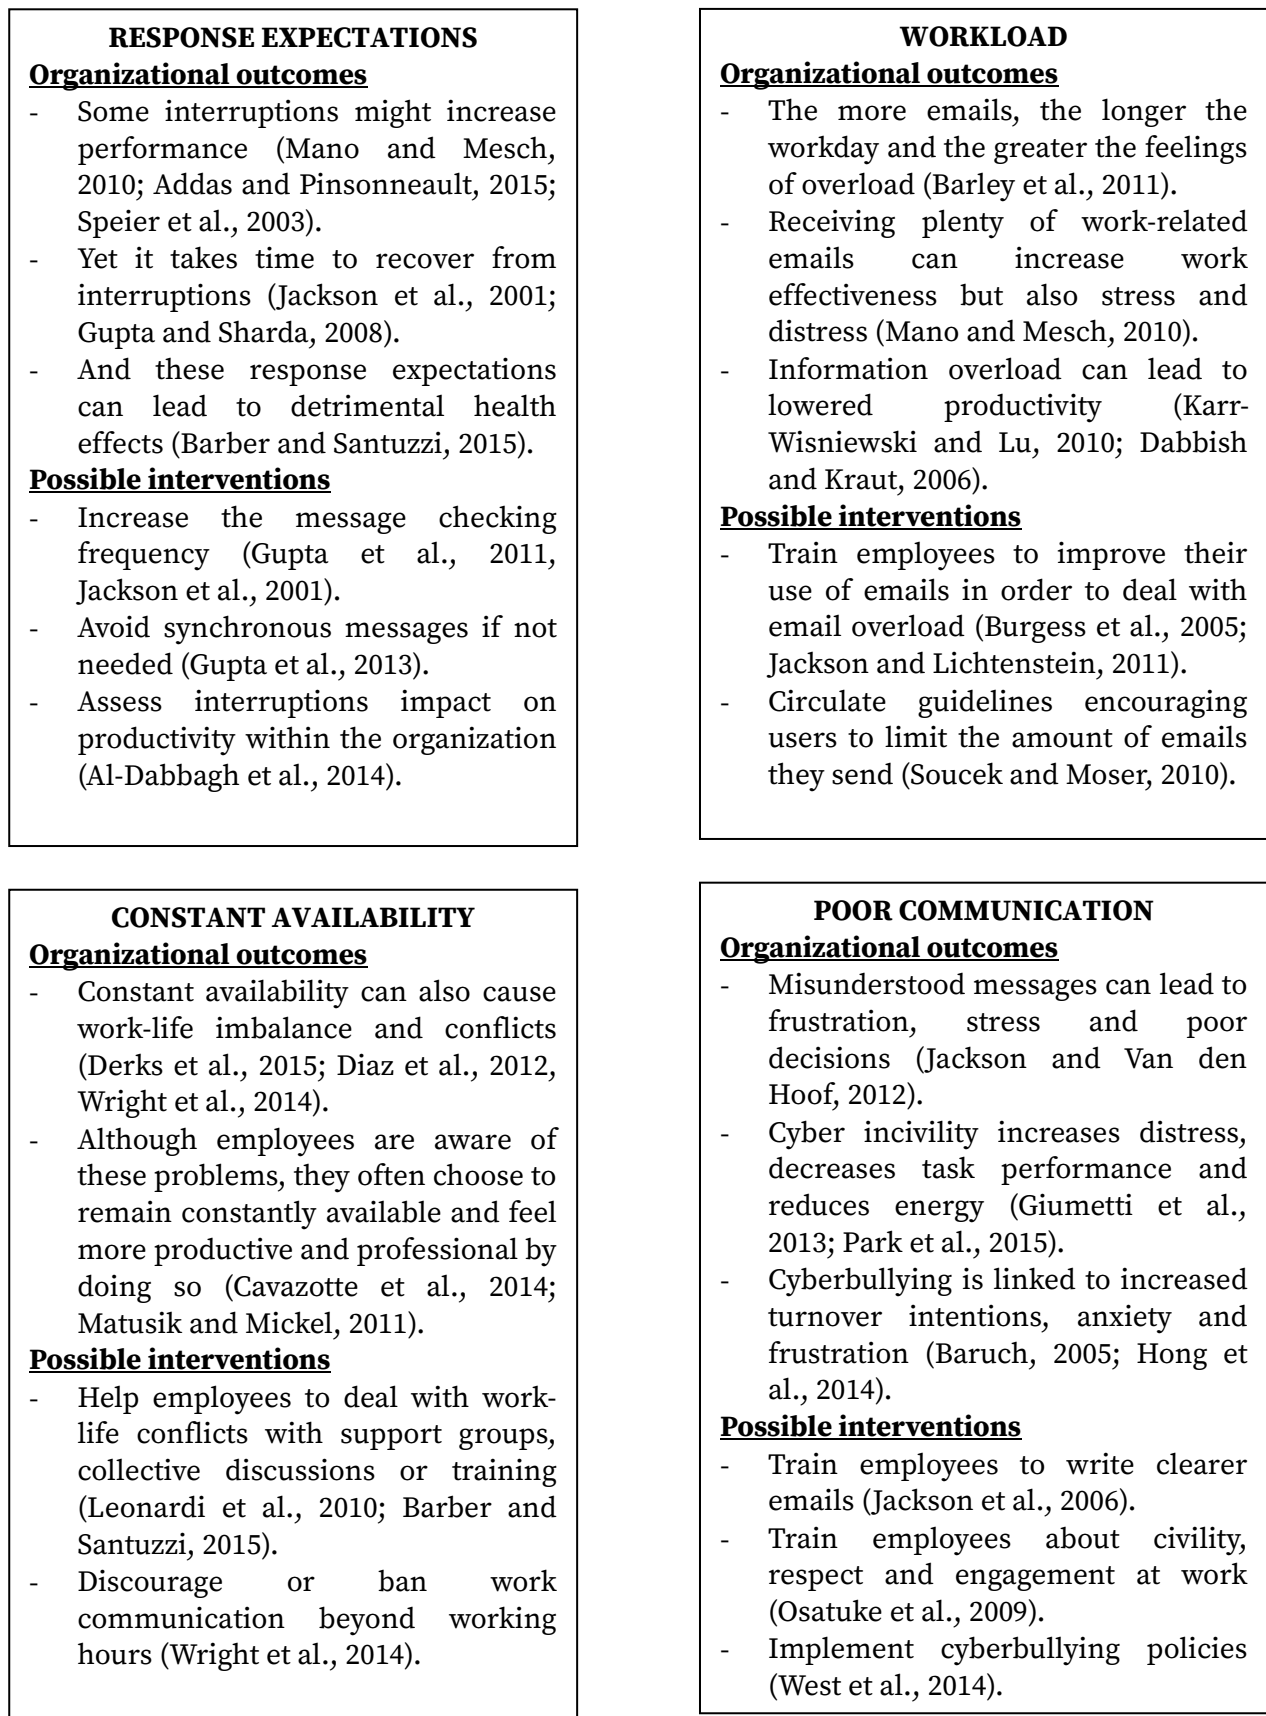 RESPONSE EXPECTATIONS
Organizational outcomes
- Some interruptions might increase
performance (Mano and Mesch,
2010; Addas and Pinsonneault, 2015;
Speier et al., 2003).
- Yet it takes time to recover from
interruptions (Jackson et al., 2001;
Gupta and Sharda, 2008).
- And these response expectations
can lead to detrimental health
effects (Barber and Santuzzi, 2015).
Possible interventions
- Increase the message checking
frequency (Gupta et al., 2011,
Jackson et al., 2001).
- Avoid synchronous messages if not
needed (Gupta et al., 2013).
- Assess interruptions impact on
productivity within the organization
(Al-Dabbagh et al., 2014).
WORKLOAD
Organizational outcomes
- The more emails, the longer the
workday and the greater the feelings
of overload (Barley et al., 2011).
- Receiving plenty of work-related
emails can increase work
effectiveness but also stress and
distress (Mano and Mesch, 2010).
- Information overload can lead to
lowered productivity (Karr-
Wisniewski and Lu, 2010; Dabbish
and Kraut, 2006).
Possible interventions
- Train employees to improve their
use of emails in order to deal with
email overload (Burgess et al., 2005;
Jackson and Lichtenstein, 2011).
- Circulate guidelines encouraging
users to limit the amount of emails
they send (Soucek and Moser, 2010).
CONSTANT AVAILABILITY
Organizational outcomes
- Constant availability can also cause
work-life imbalance and conflicts
(Derks et al., 2015; Diaz et al., 2012,
Wright et al., 2014).
- Although employees are aware of
these problems, they often choose to
remain constantly available and feel
more productive and professional by
doing so (Cavazotte et al., 2014;
Matusik and Mickel, 2011).
Possible interventions
- Help employees to deal with work-
life conflicts with support groups,
collective discussions or training
(Leonardi et al., 2010; Barber and
Santuzzi, 2015).
- Discourage or ban work
communication beyond working
hours (Wright et al., 2014).
POOR COMMUNICATION
Organizational outcomes
- Misunderstood messages can lead to
frustration, stress and poor
decisions (Jackson and Van den
Hoof, 2012).
- Cyber incivility increases distress,
decreases task performance and
reduces energy (Giumetti et al.,
2013; Park et al., 2015).
- Cyberbullying is linked to increased
turnover intentions, anxiety and
frustration (Baruch, 2005; Hong et
al., 2014).
Possible interventions
- Train employees to write clearer
emails (Jackson et al., 2006).
- Train employees about civility,
respect and engagement at work
(Osatuke et al., 2009).
- Implement cyberbullying policies
(West et al., 2014).